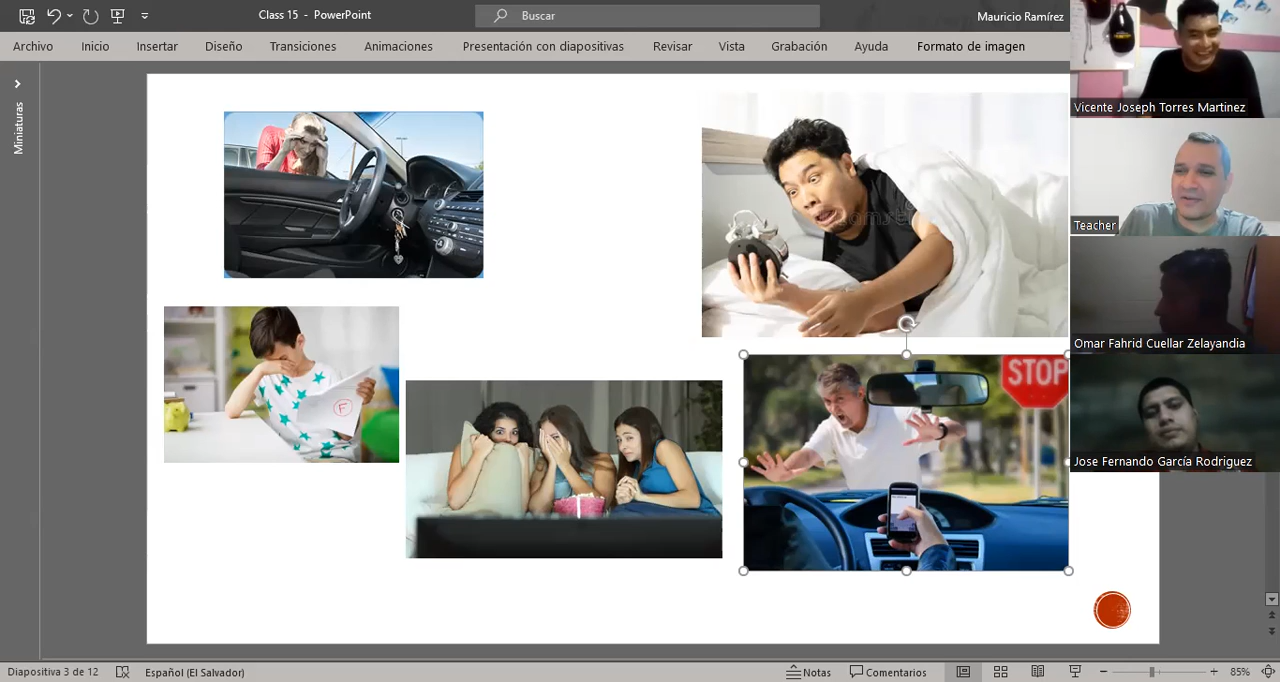 Class 15 - PowerPoint
Buscar
Mauricio Ramírez
Archivo Inicio Insertar Diseño Transiciones Animaciones Presentación con diapositivas Revisar Vista Grabación Ayuda Formato de imagen
Miniaturas
F
STOP
Vicente Joseph Torres Martinez
Teacher
Omar Fahrid Cuellar Zelayandia
Jose Fernando García Rodriguez
Diapositiva 3 de 12 Español (El Salvador) Notas Comentarios 85%